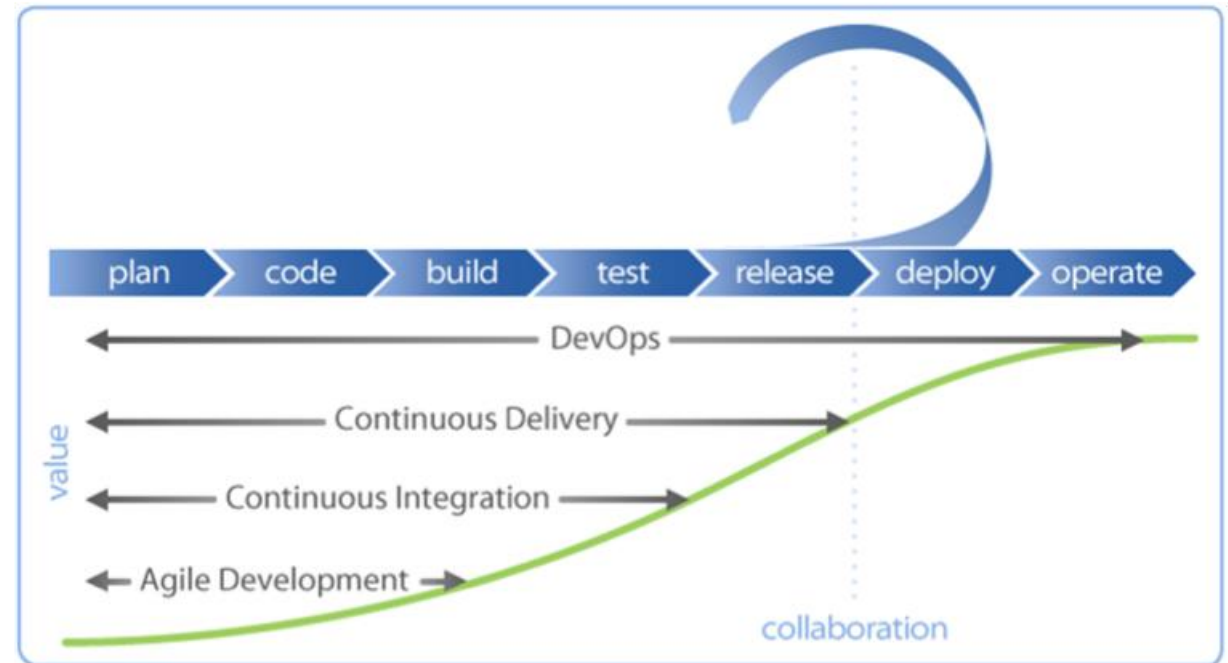 plan code build test release deploy operate
DevOps
Continuous Delivery
value
Continuous Integration
Agile Development
collaboration